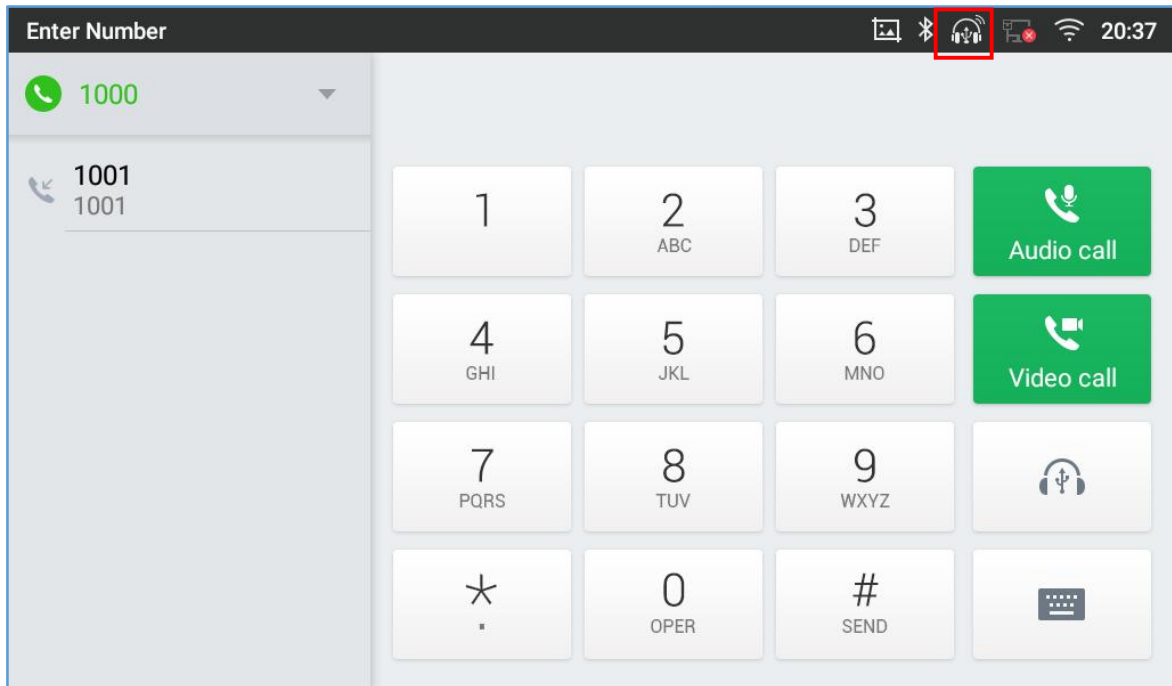 Enter Number
20:37
1000
1001
1001
1
2
ABC
3
DEF
Audio call
4
GHI
5
JKL
6
MNO
Video call
7
PQRS
8
TUV
9
WXYZ
*
.
0
OPER
#
SEND